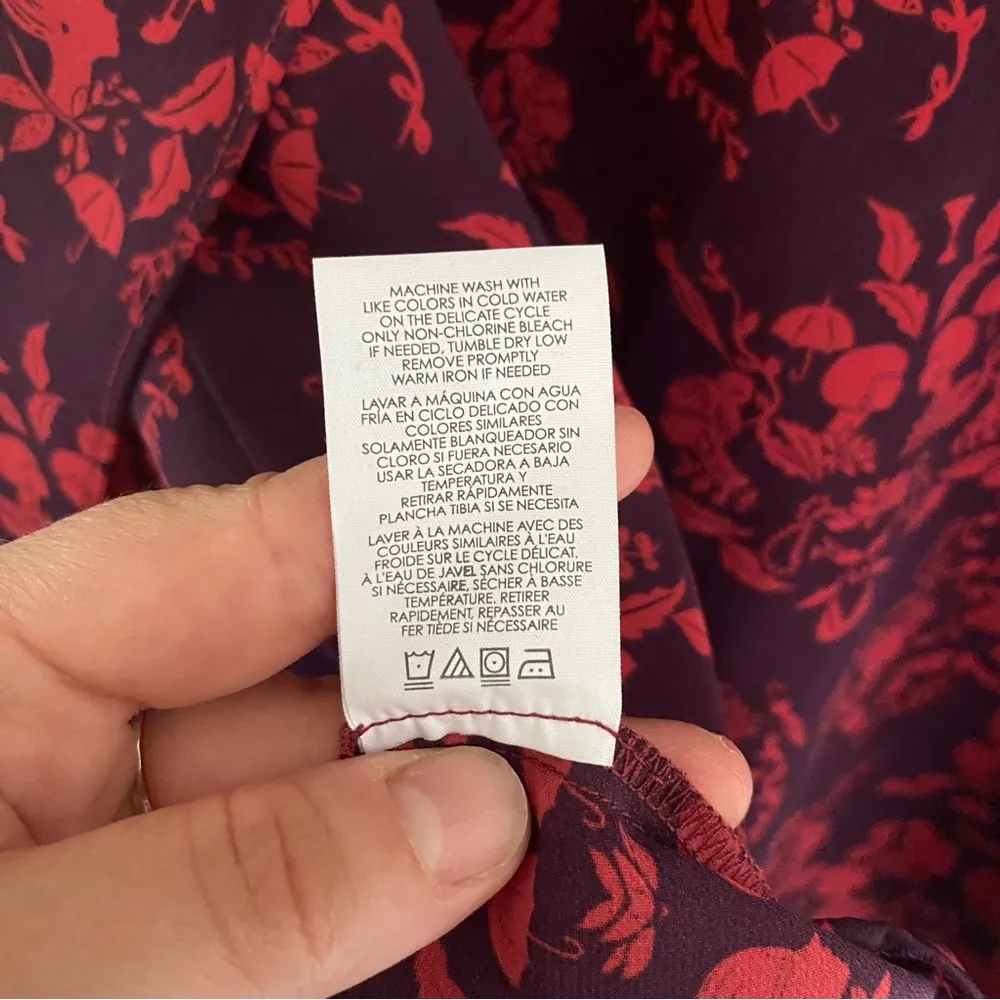 MACHINE WASH WITH
LIKE COLORS IN COLD WATER
ON THE DELICATE CYCLE
ONLY NON-CHLORINE BLEACH
IF NEEDED, TUMBLE DRY LOW
REMOVE PROMPTLY
WARM IRON IF NEEDED
LAVAR A MÁQUINA CON AGUA
FRÍA EN CICLO DELICADO CON
COLORES SIMILARES
SOLAMENTE BLANQUEADOR SIN
CLORO SI FUERA NECESARIO
USAR LA SECADORA A BAJA
TEMPERATURA Y
RETIRAR RÁPIDAMENTE
PLANCHA TIBIA SI SE NECESITA
LAVER À LA MACHINE AVEC DES
COULEURS SIMILAIRES À L'EAU
FROIDE SUR LE CYCLE DÉLICAT.
À L'EAU DE JAVEL SANS CHLORURE
SI NÉCESSAIRE, SÉCHER À BASSE
TEMPÉRATURE. RETIRER
RAPIDEMENT, REPASSER AU
FER TIÈDE SI NÉCESSAIRE